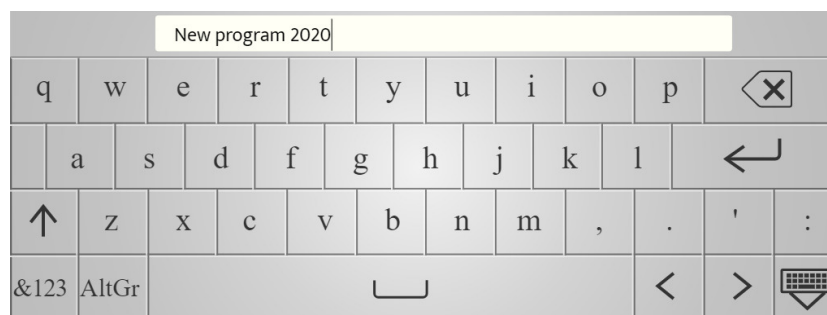 New program 2020
q w e r t y u i o p
a s d f g h j k l
z x c v b n m , . ' :
&123 AltGr < >